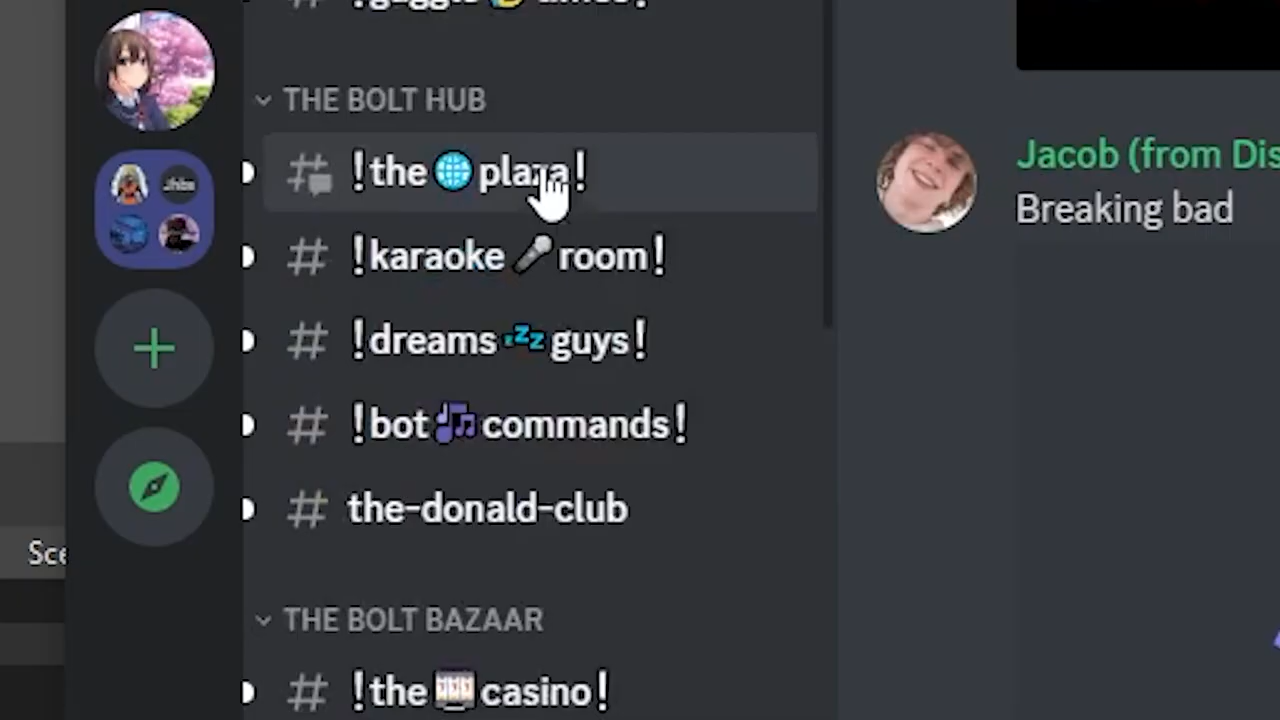 THE BOLT HUB
!the🌐plaza!
!karaoke🎤room!
!dreams💤guys!
!bot🎶commands!
the-donald-club
THE BOLT BAZAAR
!the🎰casino!
Jacob (from Dis
Breaking bad
Sce